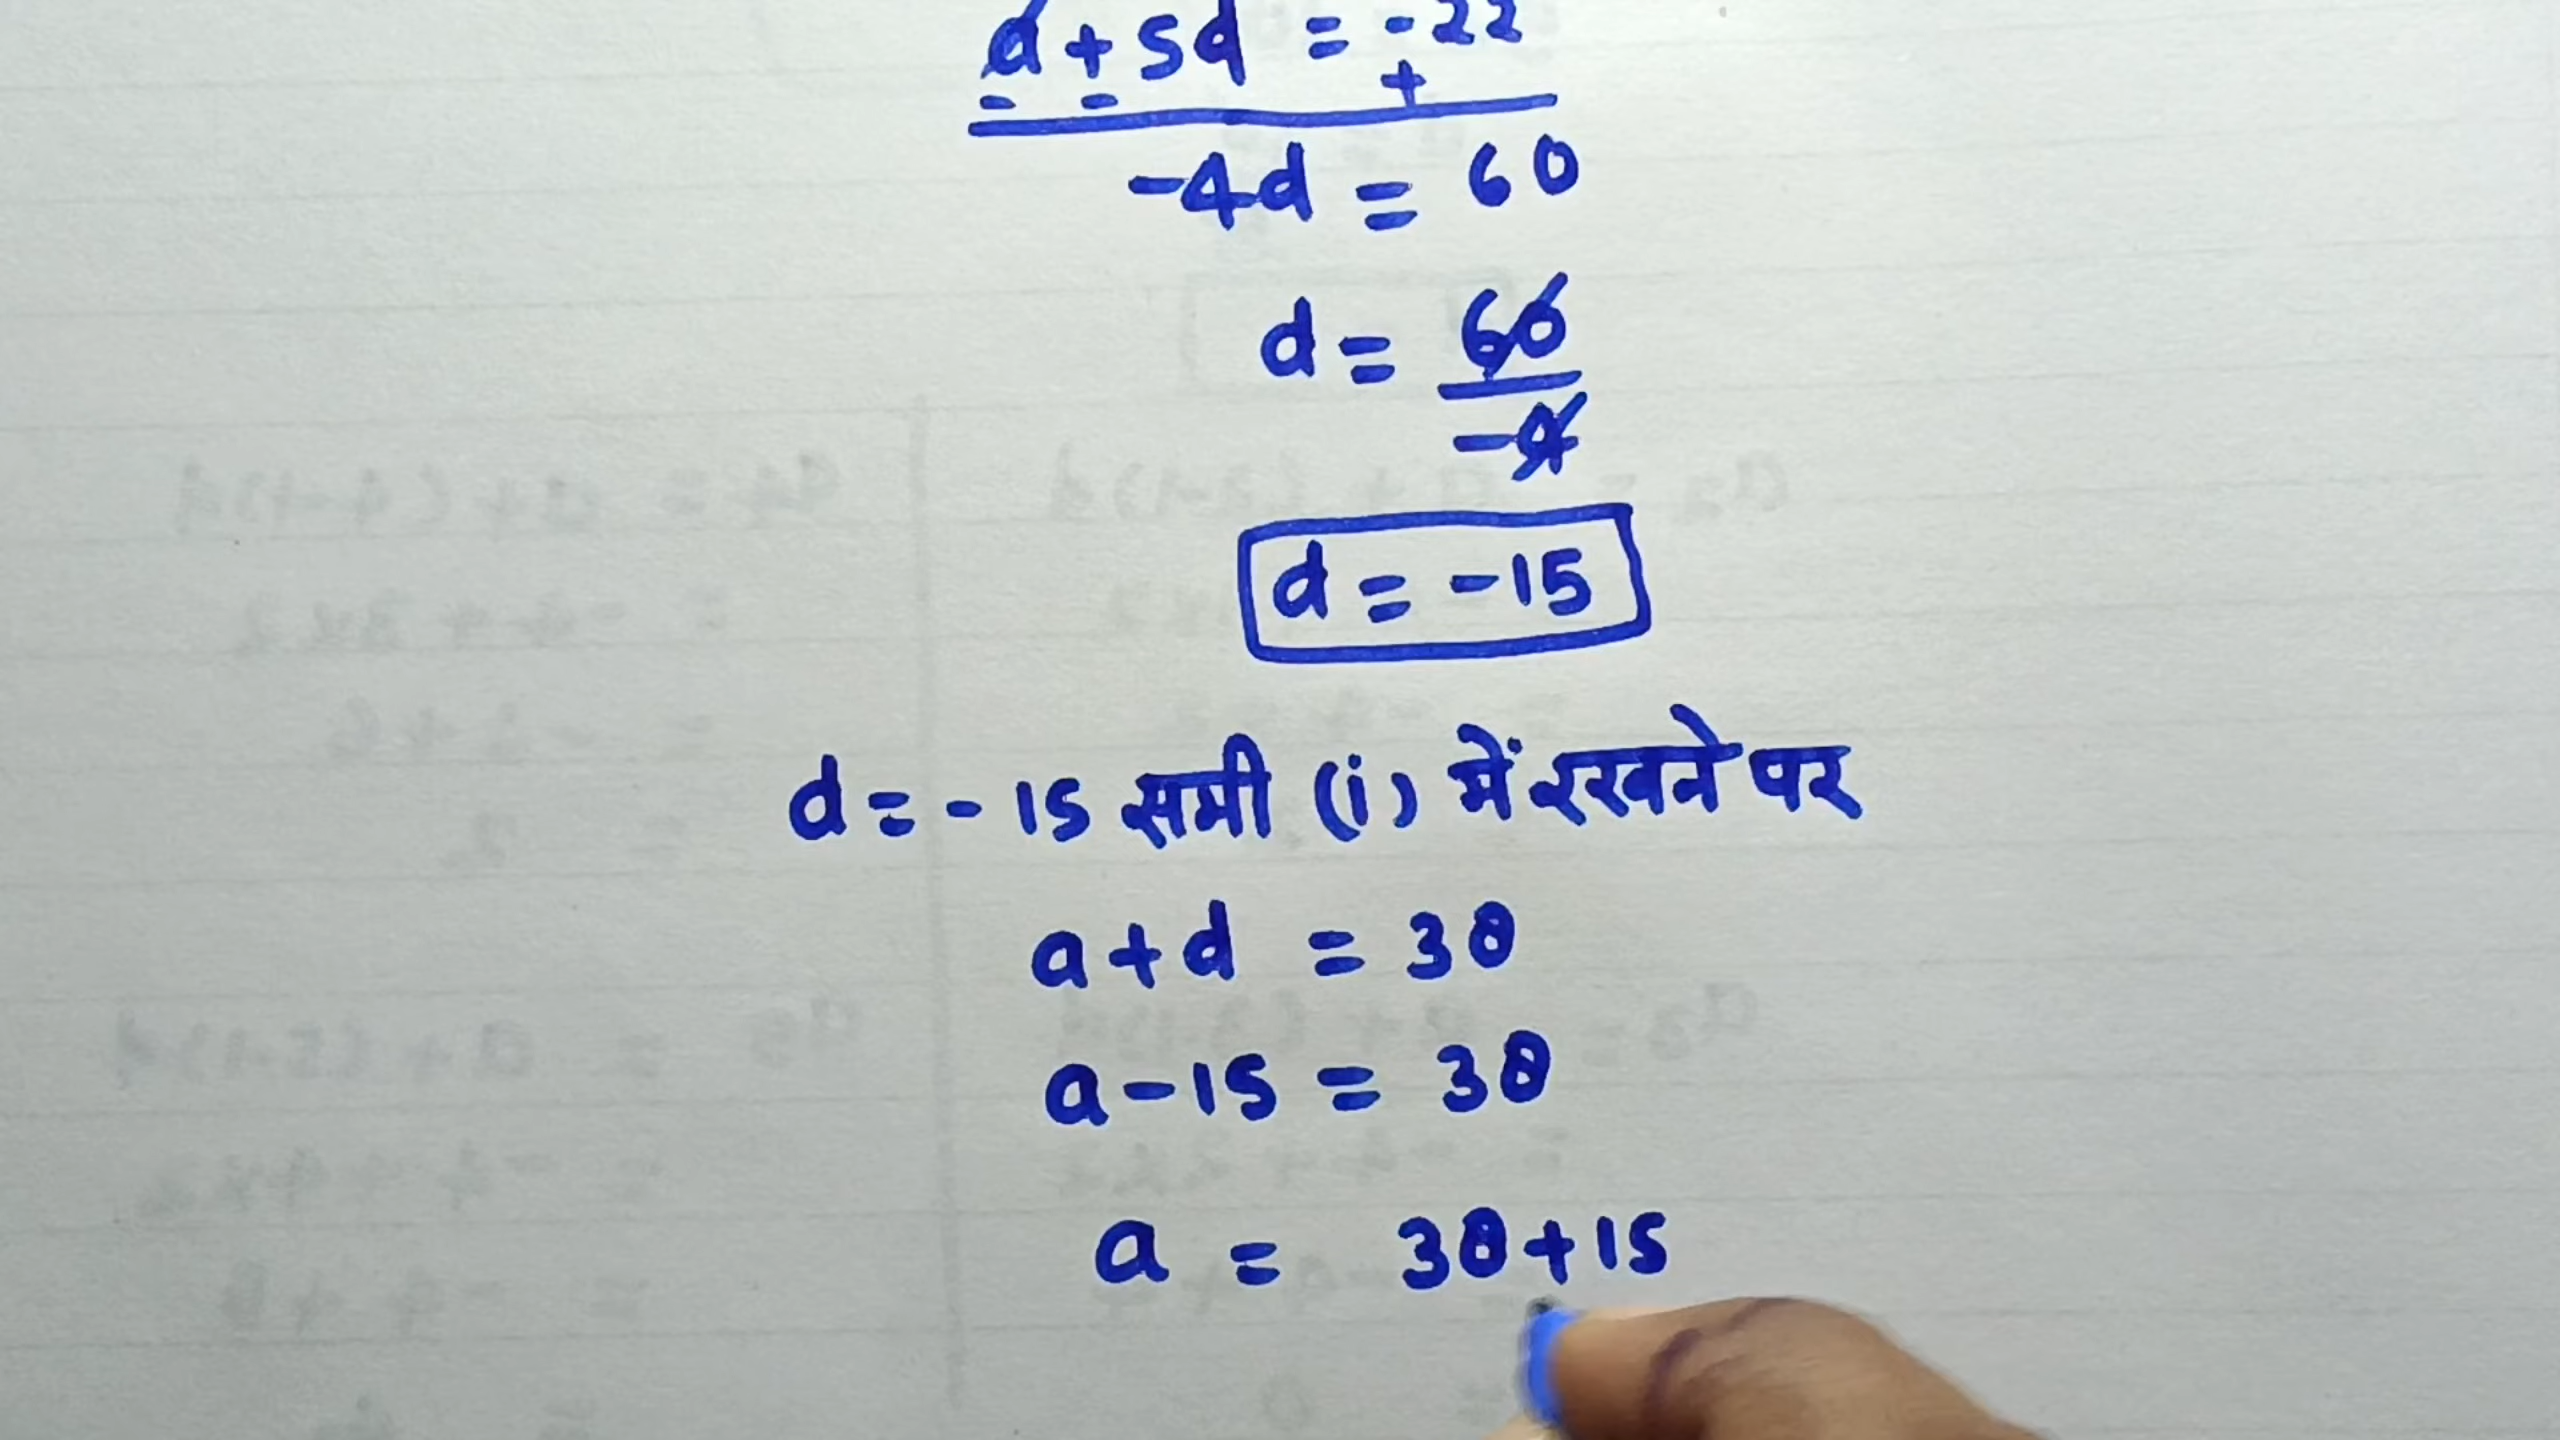 a + 5d = -22
- - +
-4d = 60
d = 60
-4
d = -15
d = -15 समी (i) में रखने पर
a + d = 38
a - 15 = 38
a = 38 + 15